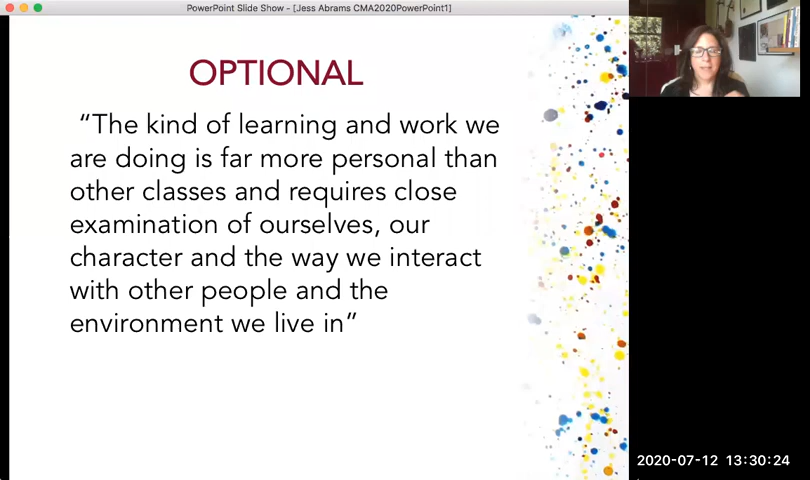 PowerPoint Slide Show - [Jess Abrams CMA2020PowerPoint1]
OPTIONAL
“The kind of learning and work we
are doing is far more personal than
other classes and requires close
examination of ourselves, our
character and the way we interact
with other people and the
environment we live in”
2020-07-12 13:30:24